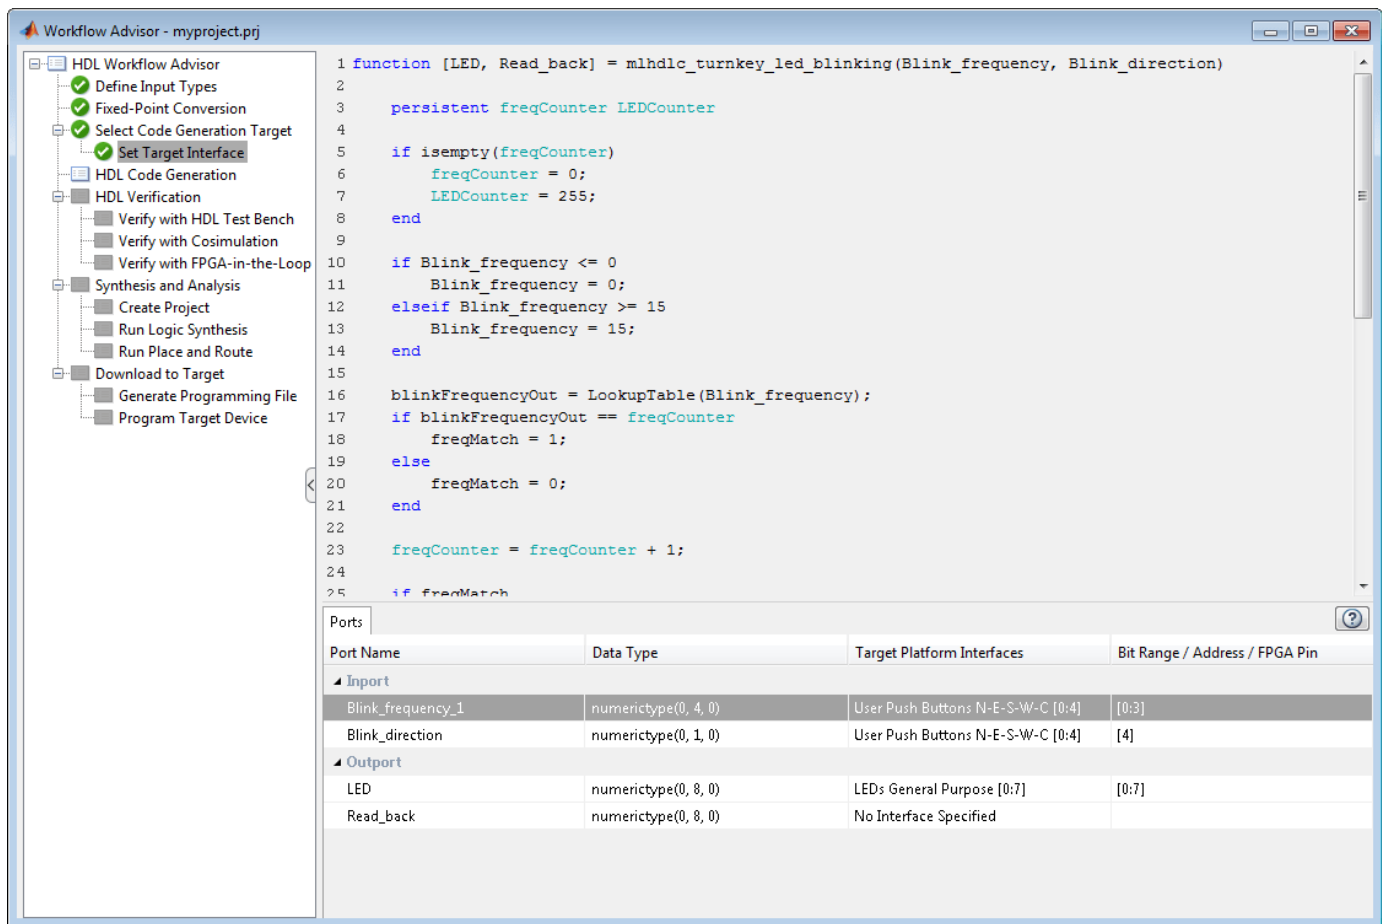 Workflow Advisor - myproject.prj
HDL Workflow Advisor
Define Input Types
Fixed-Point Conversion
Select Code Generation Target
Set Target Interface
HDL Code Generation
HDL Verification
Verify with HDL Test Bench
Verify with Cosimulation
Verify with FPGA-in-the-Loop
Synthesis and Analysis
Create Project
Run Logic Synthesis
Run Place and Route
Download to Target
Generate Programming File
Program Target Device
1 function [LED, Read_back] = mlhdlc_turnkey_led_blinking(Blink_frequency, Blink_direction)
2
3 persistent freqCounter LEDCounter
4
5 if isempty(freqCounter)
6 freqCounter = 0;
7 LEDCounter = 255;
8 end
9
10 if Blink_frequency <= 0
11 Blink_frequency = 0;
12 elseif Blink_frequency >= 15
13 Blink_frequency = 15;
14 end
15
16 blinkFrequencyOut = LookupTable(Blink_frequency);
17 if blinkFrequencyOut == freqCounter
18 freqMatch = 1;
19 else
20 freqMatch = 0;
21 end
22
23 freqCounter = freqCounter + 1;
24
25 if freqMatch
Ports
Port Name Data Type Target Platform Interfaces Bit Range / Address / FPGA Pin
Inport
Blink_frequency_1 numerictype(0, 4, 0) User Push Buttons N-E-S-W-C [0:4] [0:3]
Blink_direction numerictype(0, 1, 0) User Push Buttons N-E-S-W-C [0:4] [4]
Outport
LED numerictype(0, 8, 0) LEDs General Purpose [0:7] [0:7]
Read_back numerictype(0, 8, 0) No Interface Specified